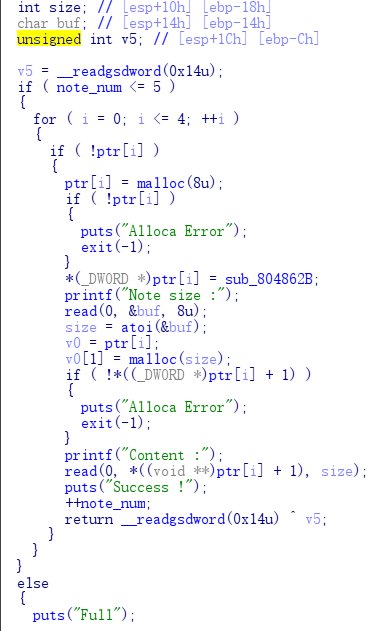 int size; // [esp+10h] [ebp-18h]
char buf; // [esp+14h] [ebp-14h]
unsigned int v5; // [esp+1Ch] [ebp-Ch]
v5 = __readgsdword(0x14u);
if ( note_num <= 5 )
{
for ( i = 0; i <= 4; ++i )
{
if ( !ptr[i] )
{
ptr[i] = malloc(8u);
if ( !ptr[i] )
{
puts("Alloca Error");
exit(-1);
}
*(_DWORD *)ptr[i] = sub_804862B;
printf("Note size :");
read(0, &buf, 8u);
size = atoi(&buf);
v0 = ptr[i];
v0[1] = malloc(size);
if ( !*((_DWORD *)ptr[i] + 1) )
{
puts("Alloca Error");
exit(-1);
}
printf("Content :");
read(0, *((void **)ptr[i] + 1), size);
puts("Success !");
++note_num;
return __readgsdword(0x14u) ^ v5;
}
}
}
else
{
puts("Full");